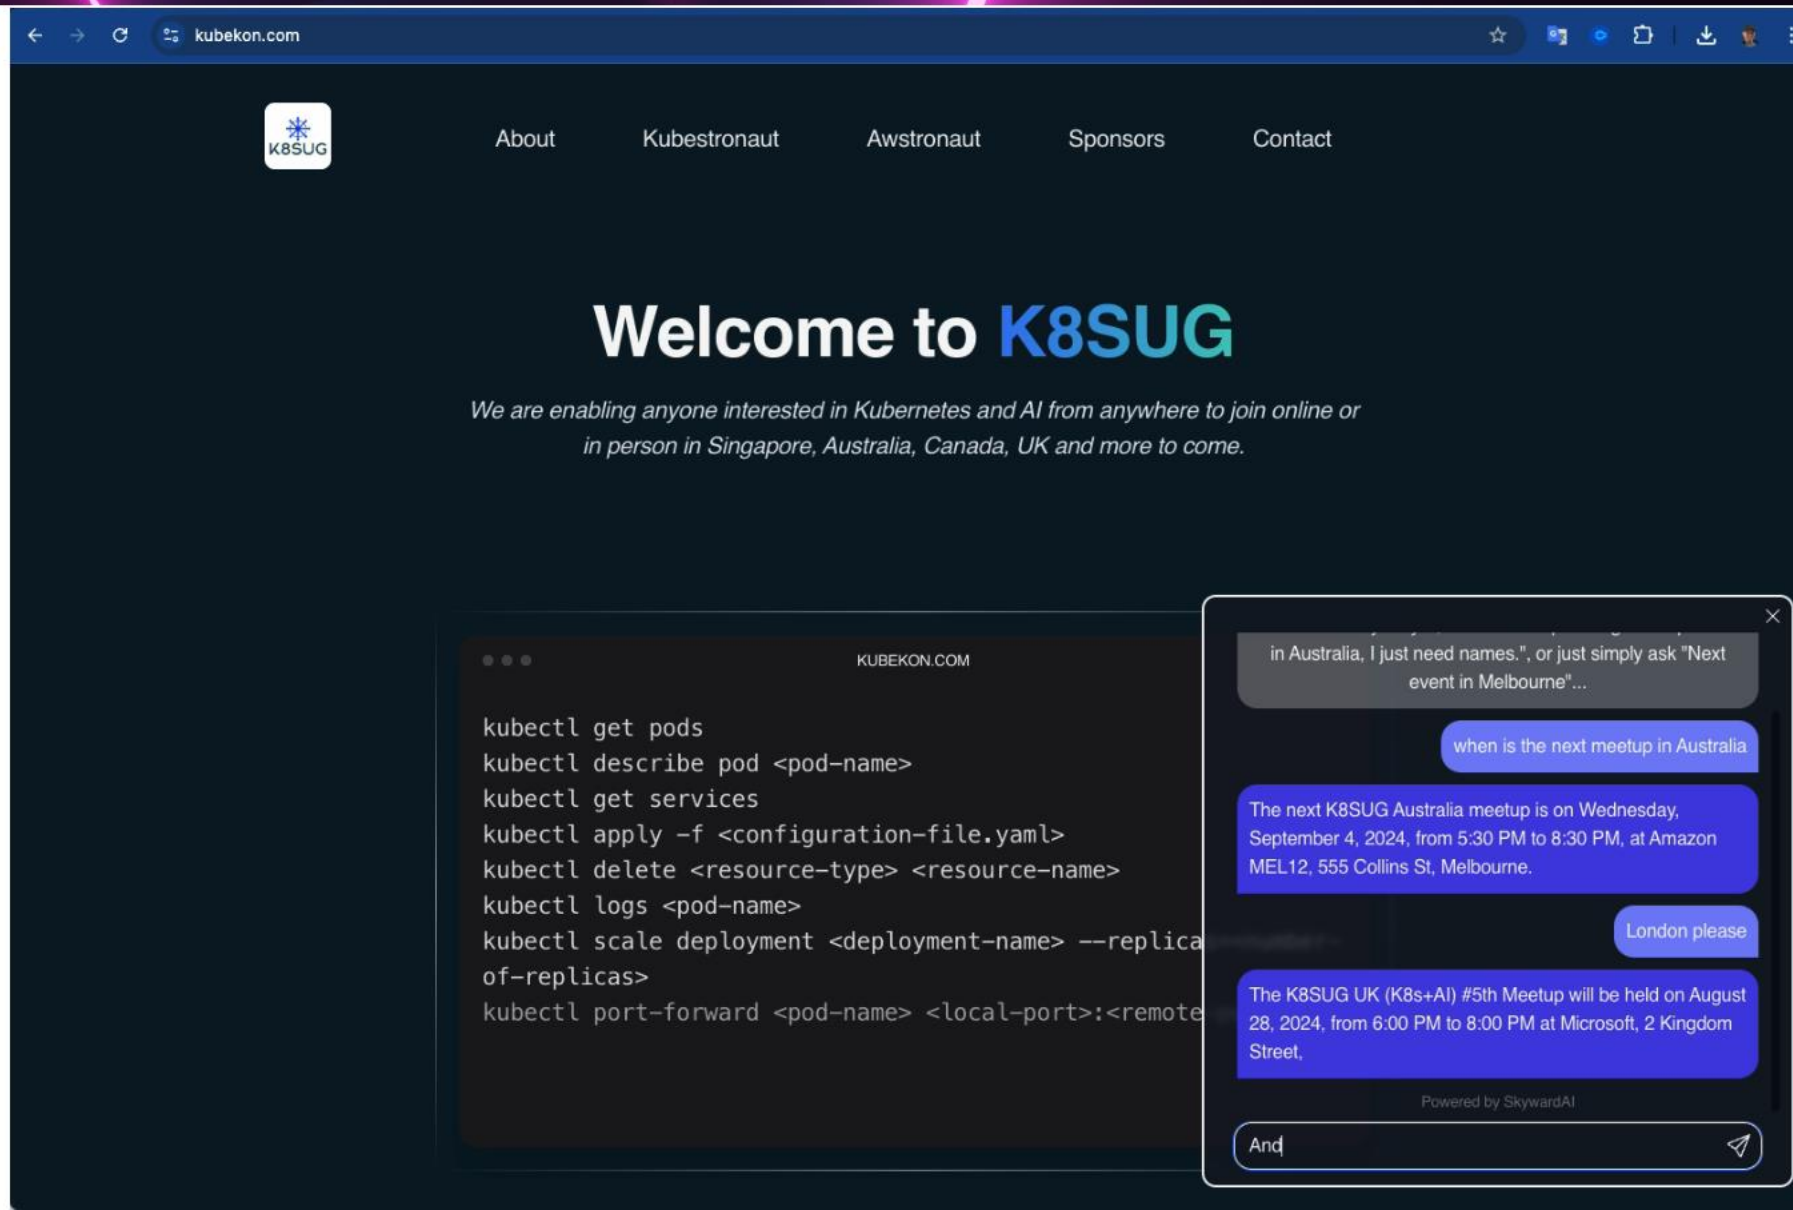 kubekon.com
K8SUG
About
Kubestronaut
Awstronaut
Sponsors
Contact
Welcome to K8SUG
We are enabling anyone interested in Kubernetes and AI from anywhere to join online or
in person in Singapore, Australia, Canada, UK and more to come.
KUBEKON.COM
kubectl get pods
kubectl describe pod <pod-name>
kubectl get services
kubectl apply -f <configuration-file.yaml>
kubectl delete <resource-type> <resource-name>
kubectl logs <pod-name>
kubectl scale deployment <deployment-name> --replica
of-replicas>
kubectl port-forward <pod-name> <local-port>:<remote
in Australia, I just need names.", or just simply ask "Next
event in Melbourne"...
when is the next meetup in Australia
The next K8SUG Australia meetup is on Wednesday,
September 4, 2024, from 5:30 PM to 8:30 PM, at Amazon
MEL12, 555 Collins St, Melbourne.
London please
The K8SUG UK (K8s+AI) #5th Meetup will be held on August
28, 2024, from 6:00 PM to 8:00 PM at Microsoft, 2 Kingdom
Street,
Powered by SkywardAI
And